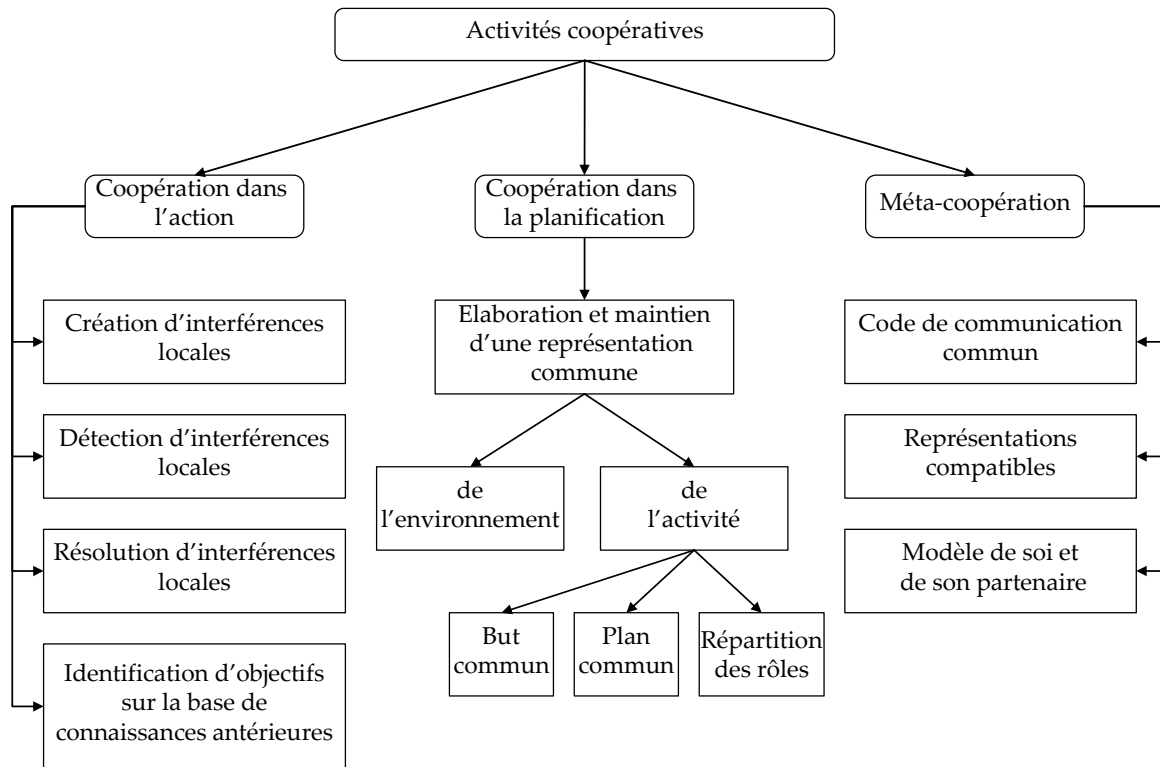 Activités coopératives
Coopération dans
l’action
Coopération dans
la planification
Méta-coopération
Création d’interférences
locales
Détection d’interférences
locales
Résolution d’interférences
locales
Identification d’objectifs
sur la base de
connaissances antérieures
Elaboration et maintien
d’une représentation
commune
de
l’environnement
de
l’activité
But
commun
Plan
commun
Répartition
des rôles
Code de communication
commun
Représentations
compatibles
Modèle de soi et
de son partenaire